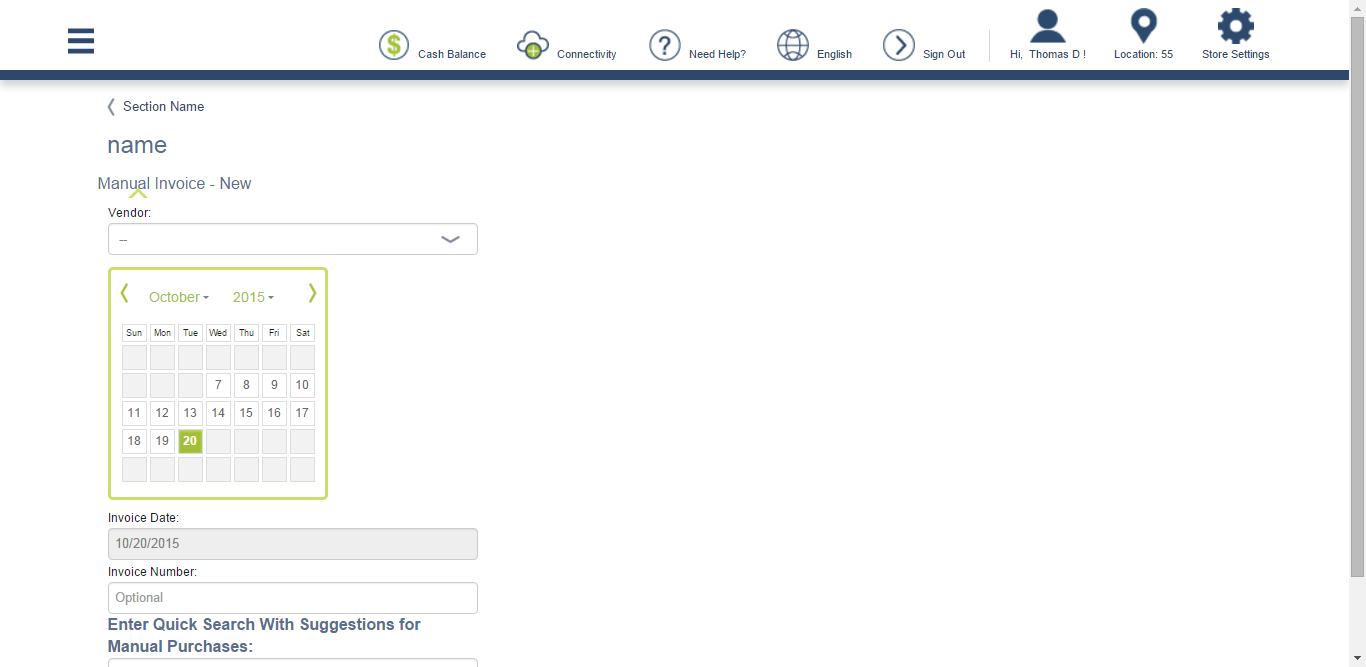 $ Cash Balance Connectivity ? Need Help? English Sign Out Hi, Thomas D ! Location: 55 Store Settings
Section Name
name
Manual Invoice - New
Vendor:
--
October 2015
Sun Mon Tue Wed Thu Fri Sat
7 8 9 10
11 12 13 14 15 16 17
18 19 20
Invoice Date:
10/20/2015
Invoice Number:
Optional
Enter Quick Search With Suggestions for
Manual Purchases: